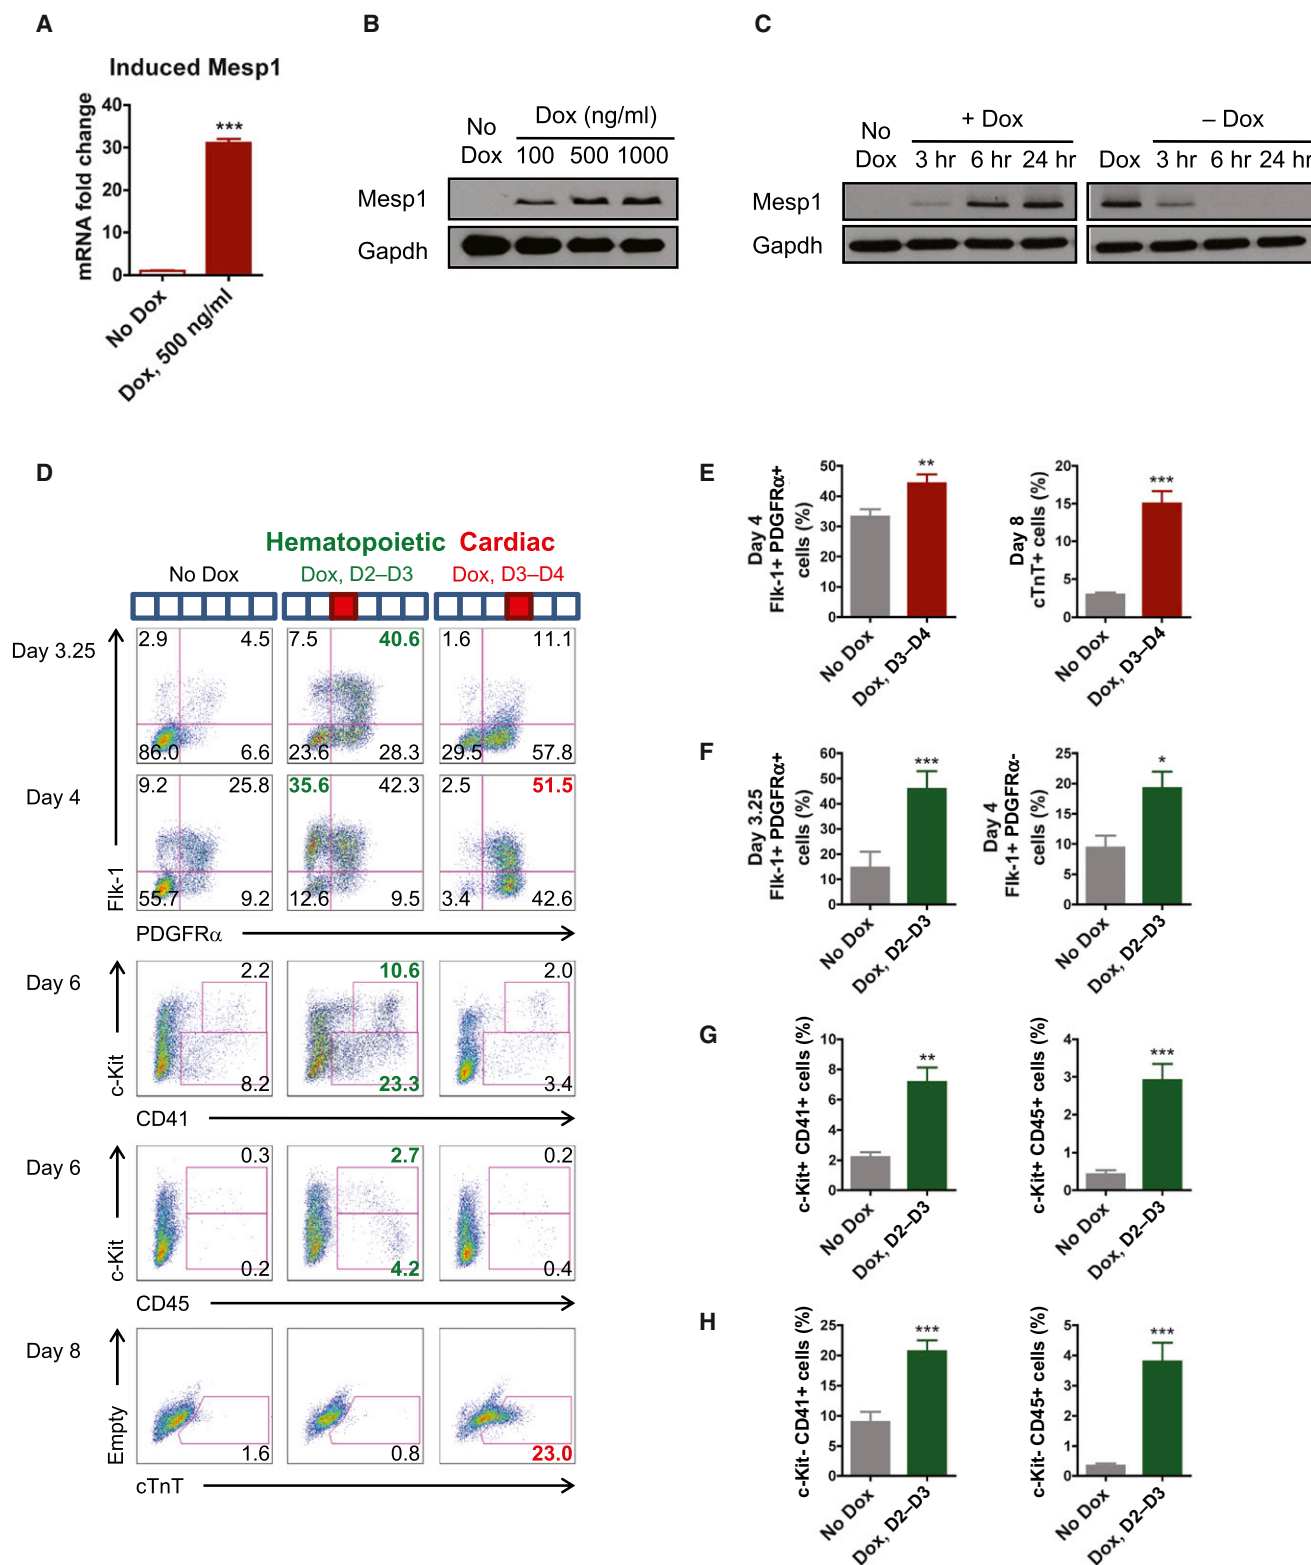 A
Induced Mesp1
mRNA fold change
40
30
20
10
0
***
No Dox
Dox, 500 ng/ml
B
No Dox
Dox (ng/ml)
100 500 1000
Mesp1
Gapdh
C
No Dox
+ Dox
3 hr 6 hr 24 hr
– Dox
Dox 3 hr 6 hr 24 hr
Mesp1
Gapdh
D
Hematopoietic Cardiac
No Dox Dox, D2–D3 Dox, D3–D4
Day 3.25
2.9 4.5 7.5 40.6 1.6 11.1
86.0 6.6 23.6 28.3 29.5 57.8
Day 4
9.2 25.8 35.6 42.3 2.5 51.5
55.7 9.2 12.6 9.5 3.4 42.6
Flk-1
PDGFRα
Day 6
2.2 10.6 2.0
8.2 23.3 3.4
c-Kit
CD41
Day 6
0.3 2.7 0.2
0.2 4.2 0.4
c-Kit
CD45
Day 8
1.6 0.8 23.0
Empty
cTnT
E
Day 4
Flk-1+ PDGFRα+
cells (%)
50
40
30
20
10
0
**
No Dox
Dox, D3–D4
Day 8
cTnT+ cells (%)
20
15
10
5
0
***
No Dox
Dox, D3–D4
F
Day 3.25
Flk-1+ PDGFRα+
cells (%)
60
50
40
30
20
10
0
***
No Dox
Dox, D2–D3
Day 4
Flk-1+ PDGFRα-
cells (%)
25
20
15
10
5
0
*
No Dox
Dox, D2–D3
G
c-Kit+ CD41+ cells (%)
10
8
6
4
2
0
**
No Dox
Dox, D2–D3
c-Kit+ CD45+ cells (%)
4
3
2
1
0
***
No Dox
Dox, D2–D3
H
c-Kit- CD41+ cells (%)
25
20
15
10
5
0
***
No Dox
Dox, D2–D3
c-Kit- CD45+ cells (%)
5
4
3
2
1
0
***
No Dox
Dox, D2–D3